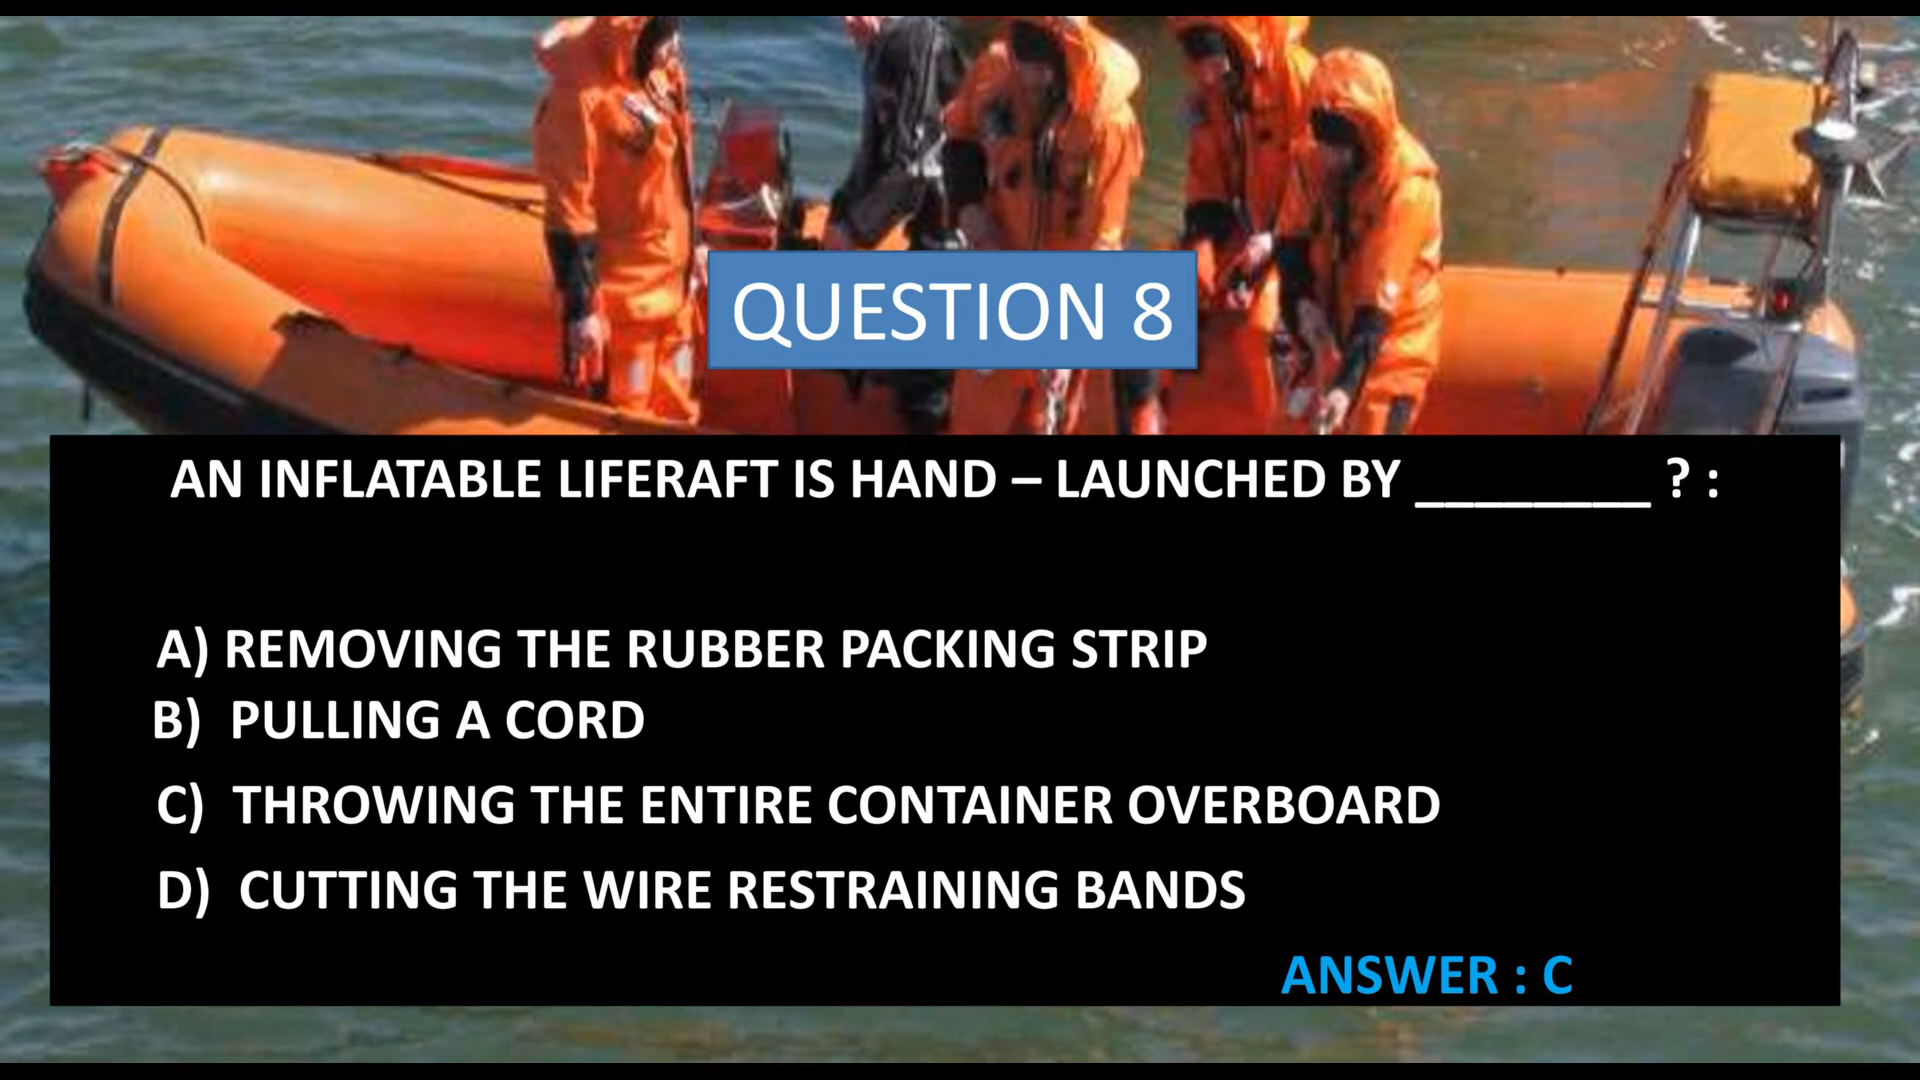 QUESTION 8
AN INFLATABLE LIFERAFT IS HAND – LAUNCHED BY ________ ? :
A) REMOVING THE RUBBER PACKING STRIP
B) PULLING A CORD
C) THROWING THE ENTIRE CONTAINER OVERBOARD
D) CUTTING THE WIRE RESTRAINING BANDS
ANSWER : C